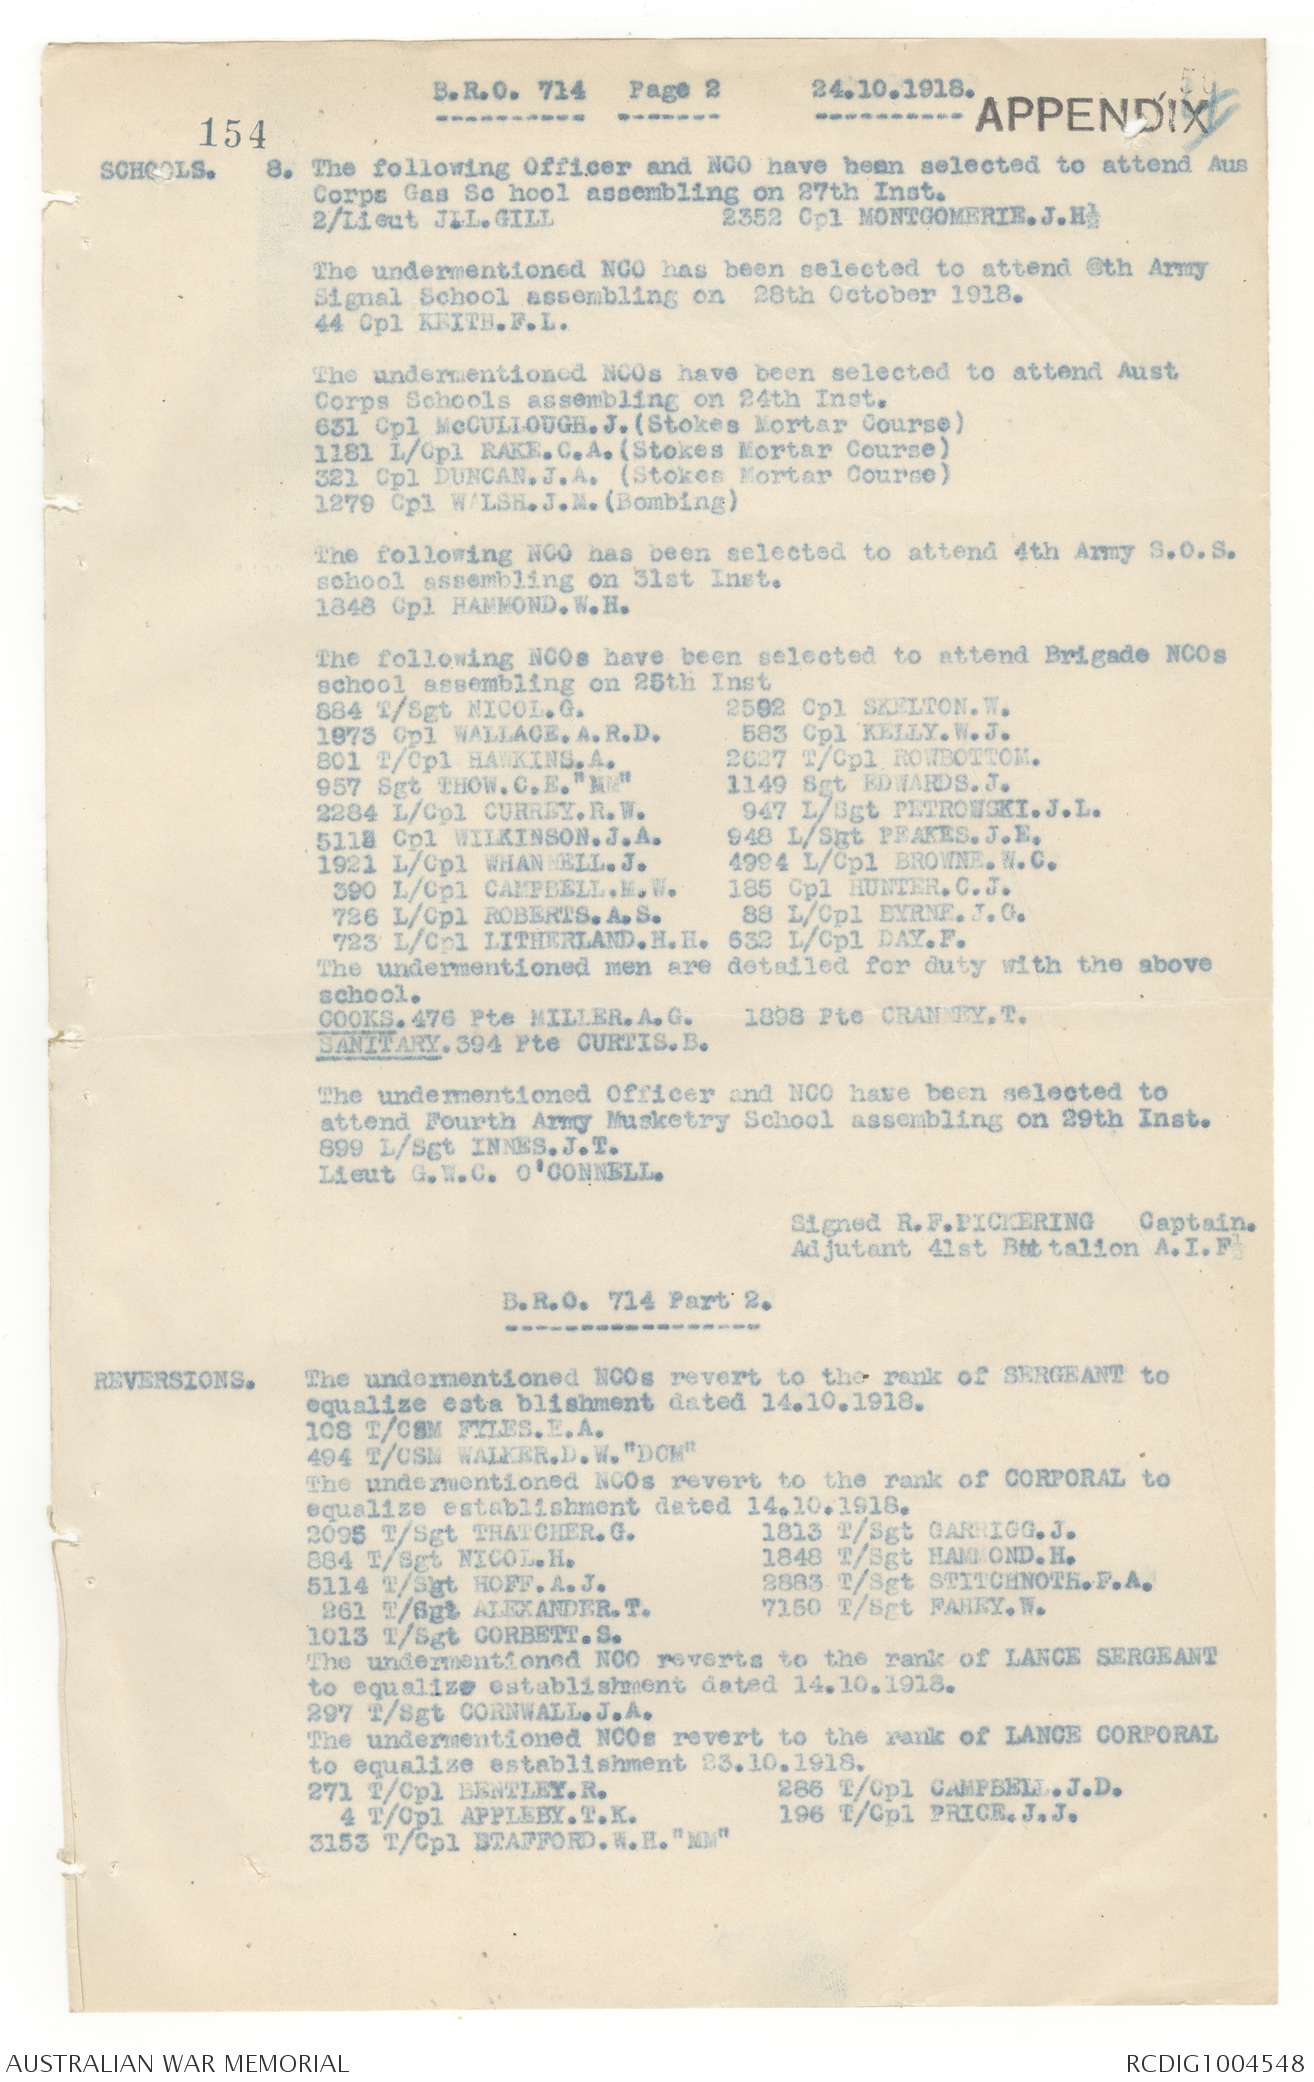 B.R.O. 714 Page 2 24.10.1918.
APPENDIX
154
SCHOOLS. 8. The following Officer and NCO have been selected to attend Aus
Corps Gas Sc hool assembling on 27th Inst.
2/Lieut J.L.GILL 2352 Cpl MONTGOMERIE.J.H½
The undermentioned NCO has been selected to attend th Army
Signal School assembling on 28th October 1918.
44 Cpl KEITH.F.L.
The undermentioned NCOs have been selected to attend Aust
Corps Schools assembling on 24th Inst.
631 Cpl McCULLOUGH.J.(Stokes Mortar Course)
1181 L/Cpl RAKE.C.A.(Stokes Mortar Course)
321 Cpl DUNCAN.J.A. (Stokes Mortar Course)
1279 Cpl WALSH.J.M.(Bombing)
The following NCO has been selected to attend 4th Army S.O.S.
school assembling on 31st Inst.
1848 Cpl HAMMOND.W.H.
The following NCOs have been selected to attend Brigade NCOs
school assembling on 25th Inst
884 T/Sgt NICOL.G. 2592 Cpl SKELTON.W.
1973 Cpl WALLACE.A.R.D. 583 Cpl KELLY.W.J.
801 T/Cpl HAWKINS.A. 2627 T/Cpl ROWBOTTOM.
957 Sgt THOW.C.E."MM" 1149 Sgt EDWARDS.J.
2284 L/Cpl CURREY.R.W. 947 L/Sgt PETROWSKI.J.L.
Cpl WILKINSON.J.A. 948 L/Sgt PEAKES.J.E.
1921 L/Cpl WHANNELL.J. 4994 L/Cpl BROWNE.W.C.
390 L/Cpl CAMPBELL.M.W. 185 Cpl HUNTER.C.J.
726 L/Cpl ROBERTS.A.S. 88 L/Cpl BYRNE.J.G.
723 L/Cpl LITHERLAND.H.H. 632 L/Cpl DAY.F.
The undermentioned men are detailed for duty with the above
school.
COOKS.476 Pte MILLER.A.G. 1898 Pte CRANNEY.T.
SANITARY.394 Pte CURTIS.B.
The undermentioned Officer and NCO have been selected to
attend Fourth Army Musketry School assembling on 29th Inst.
899 L/Sgt INNES.J.T.
Lieut G.W.C. O'CONNELL.
Signed R.F.PICKERING Captain.
Adjutant 41st Battalion A.I.F½
B.R.O. 714 Part 2.
REVERSIONS. The undermentioned NCOs revert to the rank of SERGEANT to
equalize esta blishment dated 14.10.1918.
108 T/CSM FYLES.E.A.
494 T/CSM WALKER.D.W."DCM"
The undermentioned NCOs revert to the rank of CORPORAL to
equalize establishment dated 14.10.1918.
2095 T/Sgt THATCHER.G. 1813 T/Sgt GARRIGG.J.
884 T/Sgt NICOL.H. 1848 T/Sgt HAMMOND.H.
5114 T/Sgt HOFF.A.J. 2883 T/Sgt STITCHNOTH.F.A.
261 T/Sgt ALEXANDER.T. 7150 T/Sgt FAHEY.W.
1013 T/Sgt CORBETT.S.
The undermentioned NCO reverts to the rank of LANCE SERGEANT
to equalize establishment dated 14.10.1918.
297 T/Sgt CORNWALL.J.A.
The undermentioned NCOs revert to the rank of LANCE CORPORAL
to equalize establishment 23.10.1918.
271 T/Cpl BENTLEY.R. 286 T/Cpl CAMPBELL.J.D.
4 T/Cpl APPLEBY.T.K. 196 T/Cpl PRICE.J.J.
3153 T/Cpl STAFFORD.W.H."MM"
AUSTRALIAN WAR MEMORIAL RCDIG1004548